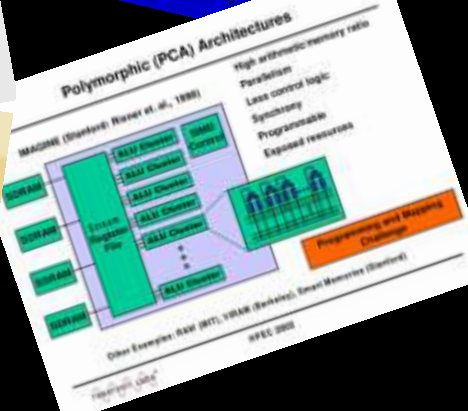 Polymorphic (PCA) Architectures
High arithmetic/memory ratio
Parallelism
Less control logic
Synchrony
Programmable
Exposed resources
IMAGINE (Stanford: Rixner et. al., 1998)
SIMD
Control
ALU Cluster
ALU Cluster
ALU Cluster
ALU Cluster
ALU Cluster
ALU Cluster
SDRAM
SDRAM
SDRAM
SDRAM
Stream
Register
File
Programming and Mapping
Challenge
Other Examples: RAW (MIT), VIRAM (Berkeley), Smart Memories (Stanford)
HPEC 2002